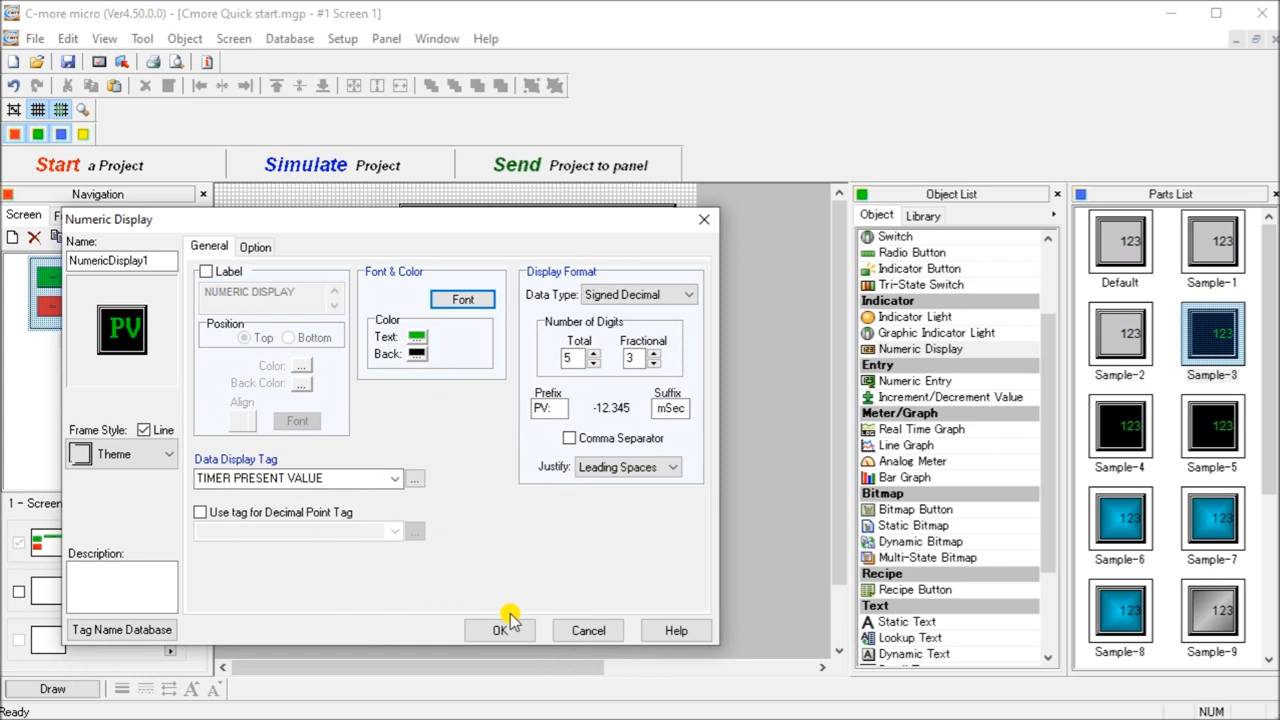 C-more micro (Ver4.50.0.0) - [Cmore Quick start.mgp - #1 Screen 1]
File Edit View Tool Object Screen Database Setup Panel Window Help
Start a Project
Simulate Project
Send Project to panel
Navigation
Object List
Parts List
Screen
Object Library
Numeric Display
Name:
NumericDisplay1
General Option
PV
Frame Style: Line
Theme
Description:
Tag Name Database
Label
NUMERIC DISPLAY
Position
Top Bottom
Color: ...
Back Color: ...
Align
Font
Font & Color
Font
Color
Text:
Back:
Display Format
Data Type: Signed Decimal
Number of Digits
Total Fractional
5 3
Prefix Suffix
PV: -12.345 mSec
Comma Separator
Justify: Leading Spaces
Data Display Tag
TIMER PRESENT VALUE ...
Use tag for Decimal Point Tag
...
OK Cancel Help
Switch
Radio Button
Indicator Button
Tri-State Switch
Indicator
Indicator Light
Graphic Indicator Light
Numeric Display
Entry
Numeric Entry
Increment/Decrement Value
Meter/Graph
Real Time Graph
Line Graph
Analog Meter
Bar Graph
Bitmap
Bitmap Button
Static Bitmap
Dynamic Bitmap
Multi-State Bitmap
Recipe
Recipe Button
Text
Static Text
Lookup Text
Dynamic Text
123 123
Default Sample-1
123 123
Sample-2 Sample-3
123 123
Sample-4 Sample-5
123 123
Sample-6 Sample-7
123 123
Sample-8 Sample-9
Draw
Ready
NUM